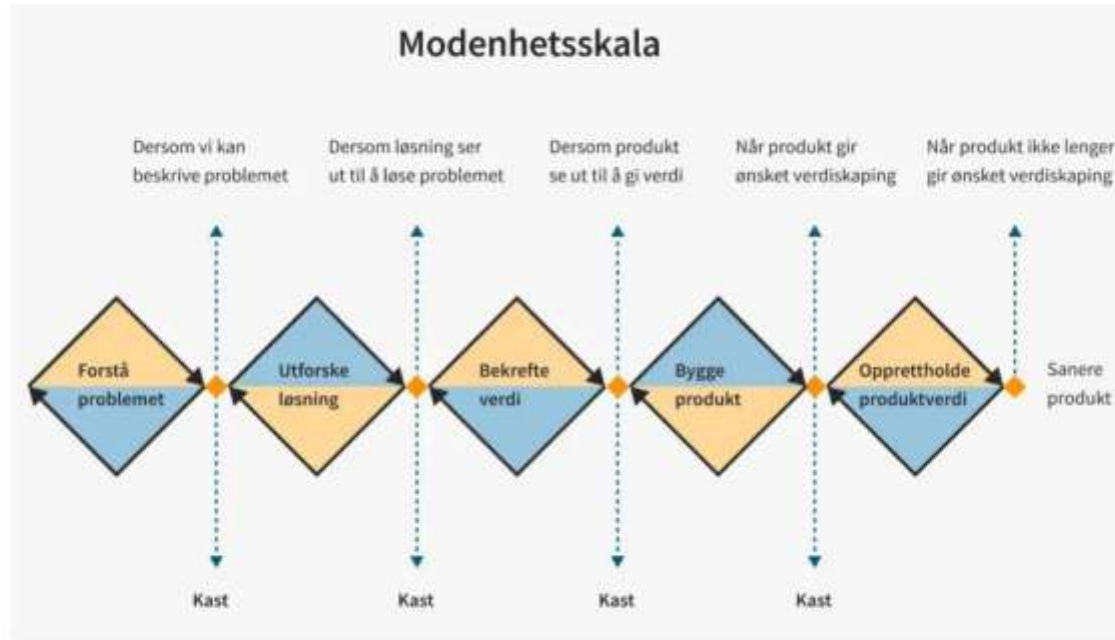 Modenhetsskala
Dersom vi kan
beskrive problemet
Dersom løsning ser
ut til å løse problemet
Dersom produkt
se ut til å gi verdi
Når produkt gir
ønsket verdiskaping
Når produkt ikke lenger
gir ønsket verdiskaping
Forstå
problemet
Utforske
løsning
Bekrefte
verdi
Bygge
produkt
Opprettholde
produktverdi
Sanere
produkt
Kast
Kast
Kast
Kast